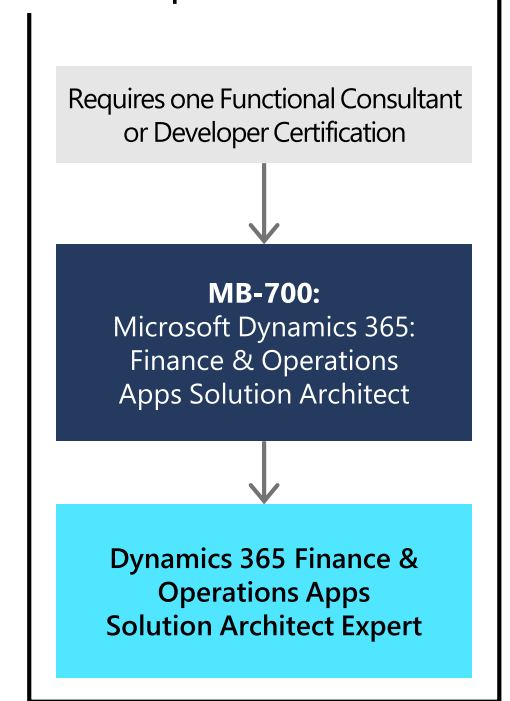 Requires one Functional Consultant
or Developer Certification
MB-700:
Microsoft Dynamics 365:
Finance & Operations
Apps Solution Architect
Dynamics 365 Finance &
Operations Apps
Solution Architect Expert